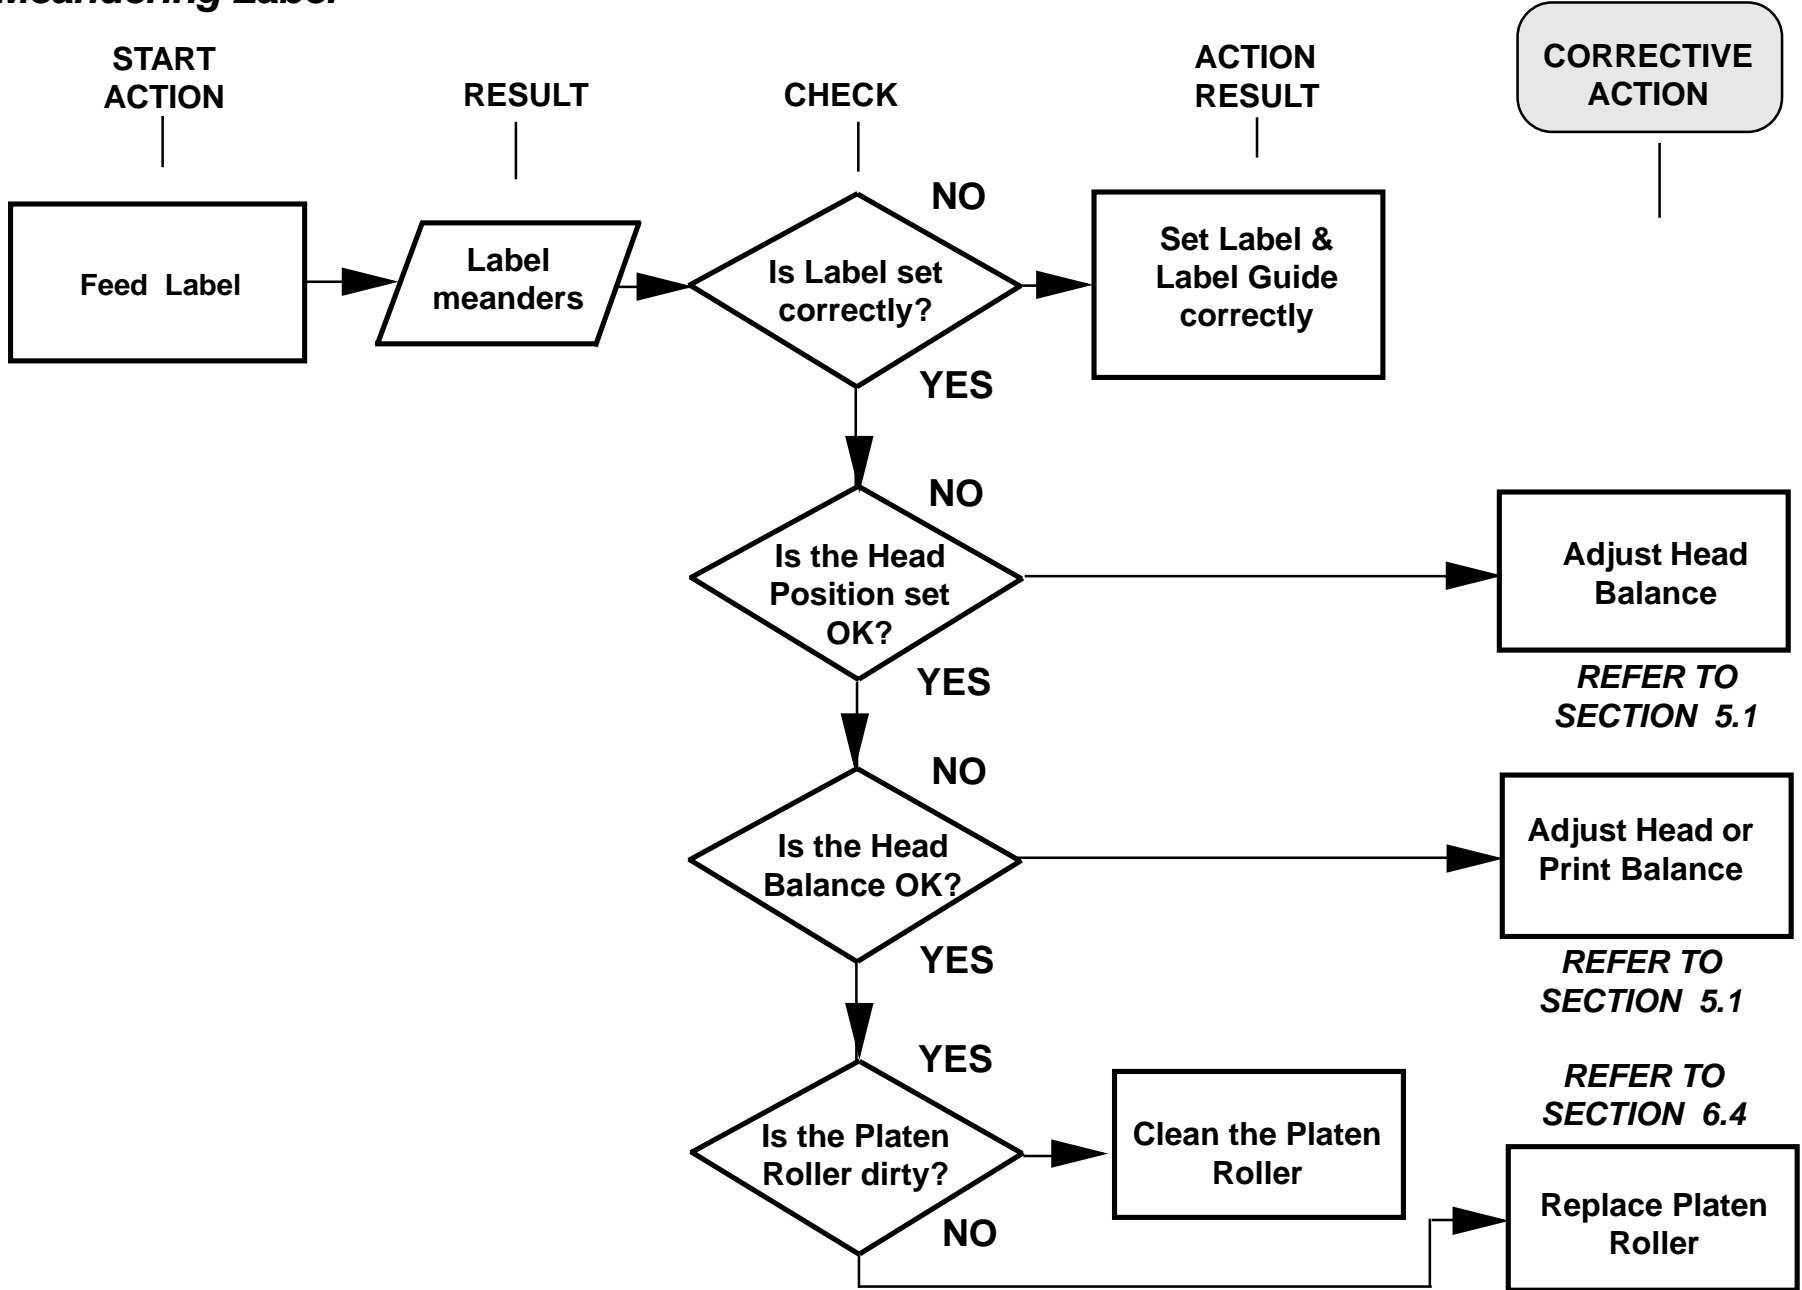 Meandering Label
START
ACTION
RESULT
CHECK
ACTION
RESULT
CORRECTIVE
ACTION
Feed Label
Label
meanders
Is Label set
correctly?
NO
YES
Set Label &
Label Guide
correctly
Is the Head
Position set
OK?
NO
YES
Adjust Head
Balance
REFER TO
SECTION 5.1
Is the Head
Balance OK?
NO
YES
Adjust Head or
Print Balance
REFER TO
SECTION 5.1
Is the Platen
Roller dirty?
YES
NO
Clean the Platen
Roller
REFER TO
SECTION 6.4
Replace Platen
Roller